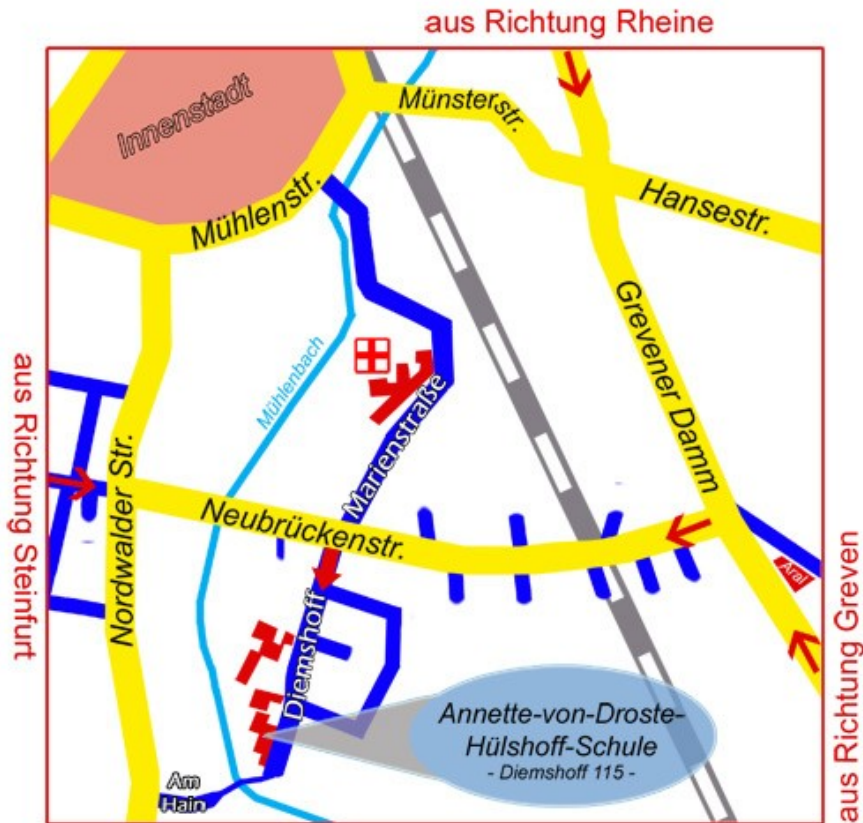 aus Richtung Rheine
Innenstadt
Münsterstr.
Mühlenstr.
Hansestr.
Grevener Damm
Mühlenbach
Marienstraße
aus Richtung Steinfurt
Nordwalder Str.
Neubrückenstr.
Aral
Diemshoff
aus Richtung Greven
Annette-von-Droste-
Hülshoff-Schule
- Diemshoff 115 -
Am
Hain